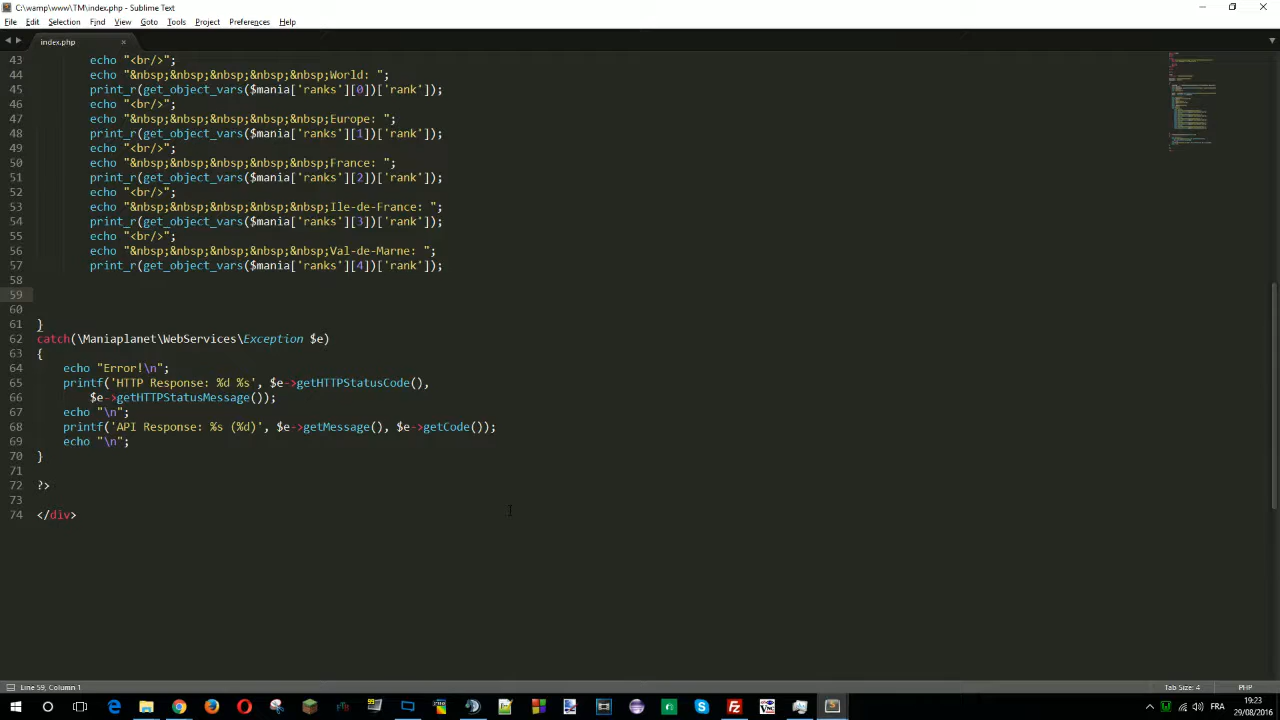 C:\wamp\www\TM\index.php - Sublime Text
File Edit Selection Find View Goto Tools Project Preferences Help
index.php
43 echo "<br/>";
44 echo "&nbsp;&nbsp;&nbsp;&nbsp;&nbsp;World: ";
45 print_r(get_object_vars($mania['ranks'][0])['rank']);
46 echo "<br/>";
47 echo "&nbsp;&nbsp;&nbsp;&nbsp;&nbsp;Europe: ";
48 print_r(get_object_vars($mania['ranks'][1])['rank']);
49 echo "<br/>";
50 echo "&nbsp;&nbsp;&nbsp;&nbsp;&nbsp;France: ";
51 print_r(get_object_vars($mania['ranks'][2])['rank']);
52 echo "<br/>";
53 echo "&nbsp;&nbsp;&nbsp;&nbsp;&nbsp;Ile-de-France: ";
54 print_r(get_object_vars($mania['ranks'][3])['rank']);
55 echo "<br/>";
56 echo "&nbsp;&nbsp;&nbsp;&nbsp;&nbsp;Val-de-Marne: ";
57 print_r(get_object_vars($mania['ranks'][4])['rank']);
58
59
60
61 }
62 catch(\Maniaplanet\WebServices\Exception $e)
63 {
64 echo "Error!\n";
65 printf('HTTP Response: %d %s', $e->getHTTPStatusCode(),
66 $e->getHTTPStatusMessage());
67 echo "\n";
68 printf('API Response: %s (%d)', $e->getMessage(), $e->getCode());
69 echo "\n";
70 }
71
72 ?>
73
74 </div>
Line 59, Column 1 Tab Size: 4 PHP
FRA
19:23
29/08/2016